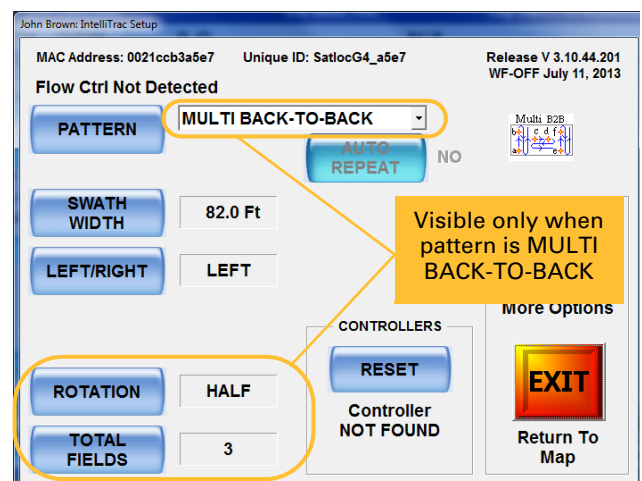 John Brown: IntelliTrac Setup
MAC Address: 0021ccb3a5e7 Unique ID: SatlocG4_a5e7 Release V 3.10.44.201
WF-OFF July 11, 2013
Flow Ctrl Not Detected
PATTERN MULTI BACK-TO-BACK
AUTO
REPEAT NO
Multi B2B
b c d f
a e
SWATH
WIDTH 82.0 Ft
LEFT/RIGHT LEFT
Visible only when
pattern is MULTI
BACK-TO-BACK
More Options
CONTROLLERS
RESET
Controller
NOT FOUND
ROTATION HALF
TOTAL
FIELDS 3
EXIT
Return To
Map